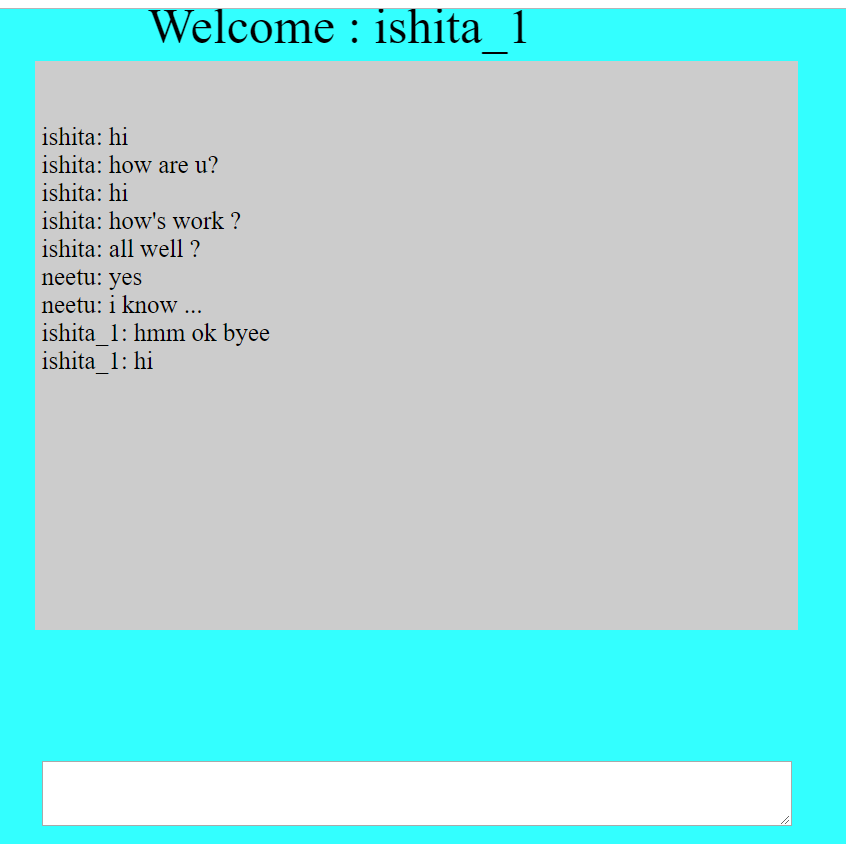 Welcome : ishita_1
ishita: hi
ishita: how are u?
ishita: hi
ishita: how's work ?
ishita: all well ?
neetu: yes
neetu: i know ...
ishita_1: hmm ok byee
ishita_1: hi